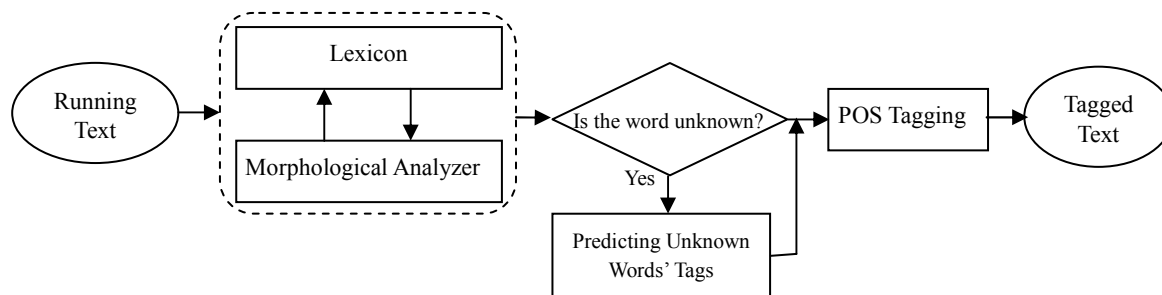 Running
Text
Lexicon
Morphological Analyzer
Is the word unknown?
Yes
Predicting Unknown
Words’ Tags
POS Tagging
Tagged
Text